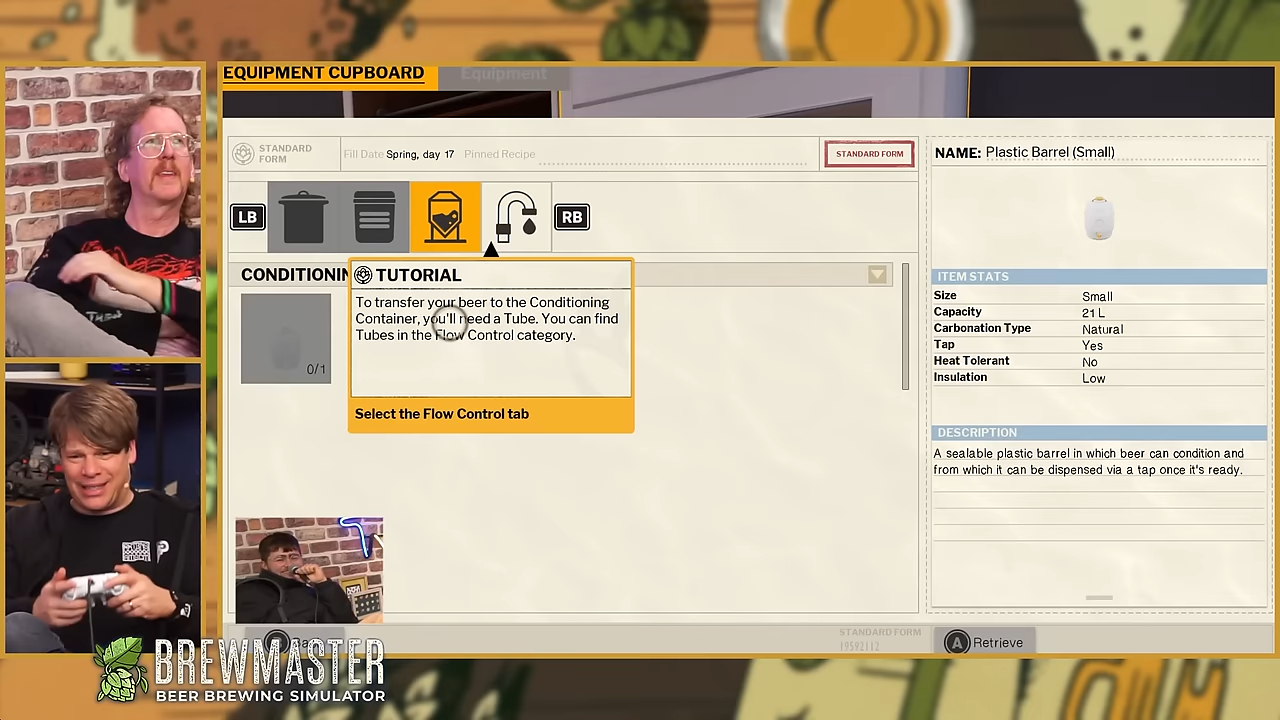 EQUIPMENT CUPBOARD
Equipment
STANDARD
FORM
Fill Date Spring, day 17 Pinned Recipe
STANDARD FORM
NAME: Plastic Barrel (Small)
LB
RB
CONDITIONIN
TUTORIAL
To transfer your beer to the Conditioning
Container, you'll need a Tube. You can find
Tubes in the Flow Control category.
Select the Flow Control tab
0/1
ITEM STATS
Size Small
Capacity 21 L
Carbonation Type Natural
Tap Yes
Heat Tolerant No
Insulation Low
DESCRIPTION
A sealable plastic barrel in which beer can condition and
from which it can be dispensed via a tap once it's ready.
STANDARD FORM
19592112
A Retrieve
BREWMASTER
BEER BREWING SIMULATOR